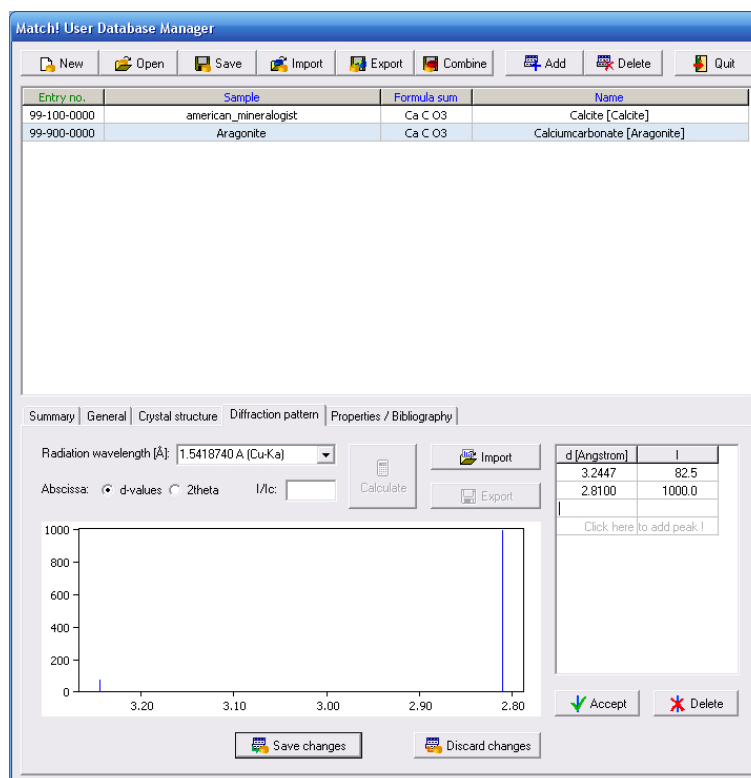 Match! User Database Manager
New Open Save Import Export Combine Add Delete Quit
Entry no. Sample Formula sum Name
99-100-0000 american_mineralogist Ca C O3 Calcite [Calcite]
99-900-0000 Aragonite Ca C O3 Calciumcarbonate [Aragonite]
Summary General Crystal structure Diffraction pattern Properties / Bibliography
Radiation wavelength [Å]: 1.5418740 A (Cu-Ka)
Abscissa: d-values 2theta I/Ic:
Calculate
Import
Export
d [Angstrom] I
3.2447 82.5
2.8100 1000.0
Click here to add peak !
1000
800
600
400
200
0
3.20 3.10 3.00 2.90 2.80
Accept Delete
Save changes Discard changes